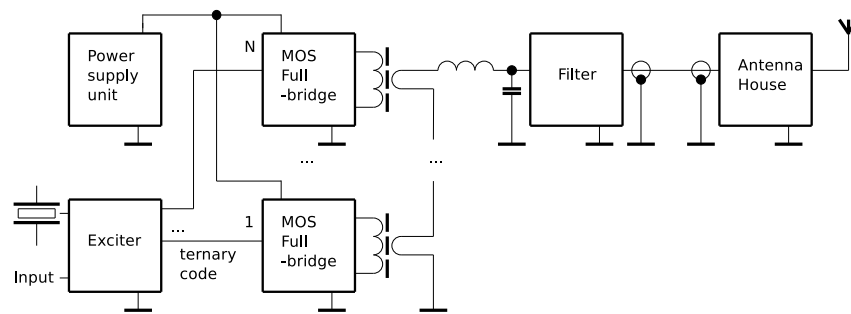 Power
supply
unit
N
MOS
Full
-bridge
Filter
Antenna
House
...
...
Exciter
...
1
MOS
Full
-bridge
ternary
code
Input